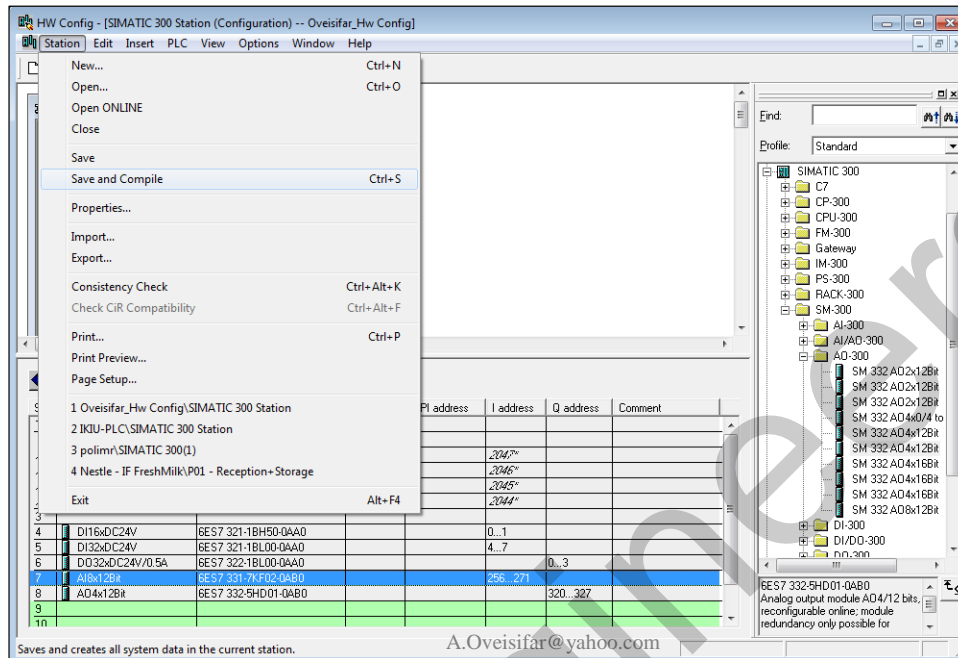 HW Config - [SIMATIC 300 Station (Configuration) -- Oveisifar_Hw Config]
Station Edit Insert PLC View Options Window Help
New... Ctrl+N
Open... Ctrl+O
Open ONLINE
Close
Save
Save and Compile Ctrl+S
Properties...
Import...
Export...
Consistency Check Ctrl+Alt+K
Check CiR Compatibility Ctrl+Alt+F
Print... Ctrl+P
Print Preview...
Page Setup...
1 Oveisifar_Hw Config\SIMATIC 300 Station
2 IKIU-PLC\SIMATIC 300 Station
3 polimr\SIMATIC 300(1)
4 Nestle - IF FreshMilk\P01 - Reception+Storage
Exit Alt+F4
PI address I address Q address Comment
2047*
2046*
2045*
2044*
3
4 DI16xDC24V 6ES7 321-1BH50-0AA0 0...1
5 DI32xDC24V 6ES7 321-1BL00-0AA0 4...7
6 DO32xDC24V/0.5A 6ES7 322-1BL00-0AA0 0...3
7 AI8x12Bit 6ES7 331-7KF02-0AB0 256...271
8 AO4x12Bit 6ES7 332-5HD01-0AB0 320...327
9
10
Find:
Profile: Standard
SIMATIC 300
C7
CP-300
CPU-300
FM-300
Gateway
IM-300
PS-300
RACK-300
SM-300
AI-300
AI/AO-300
AO-300
SM 332 AO2x12Bit
SM 332 AO2x12Bit
SM 332 AO2x12Bit
SM 332 AO4x0/4 to
SM 332 AO4x12Bit
SM 332 AO4x12Bit
SM 332 AO4x16Bit
SM 332 AO4x16Bit
SM 332 AO4x16Bit
SM 332 AO8x12Bit
DI-300
DI/DO-300
DO-300
6ES7 332-5HD01-0AB0
Analog output module AO4/12 bits,
reconfigurable online; module
redundancy only possible for
Saves and creates all system data in the current station.
A.Oveisifar@yahoo.com